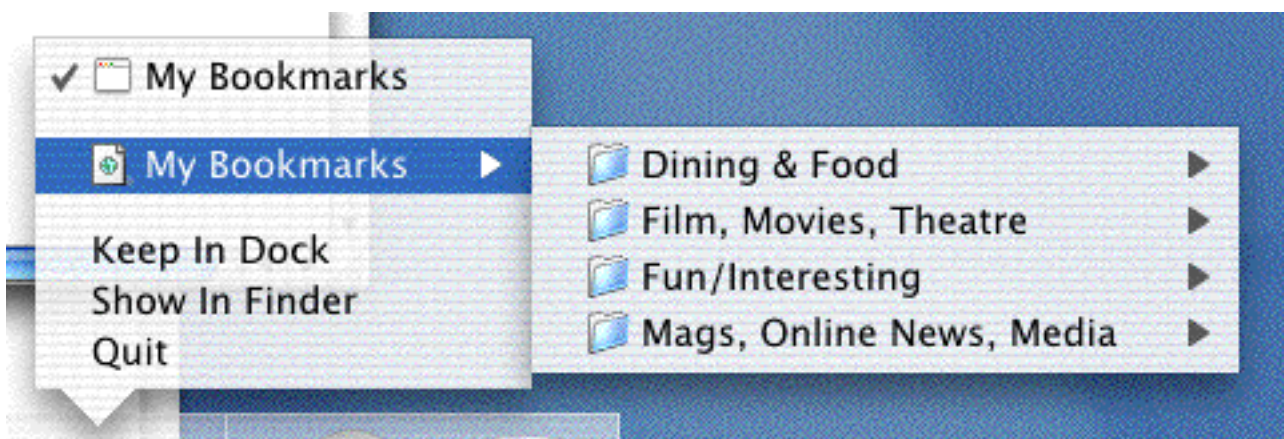 My Bookmarks
My Bookmarks
Keep In Dock
Show In Finder
Quit
Dining & Food
Film, Movies, Theatre
Fun/Interesting
Mags, Online News, Media